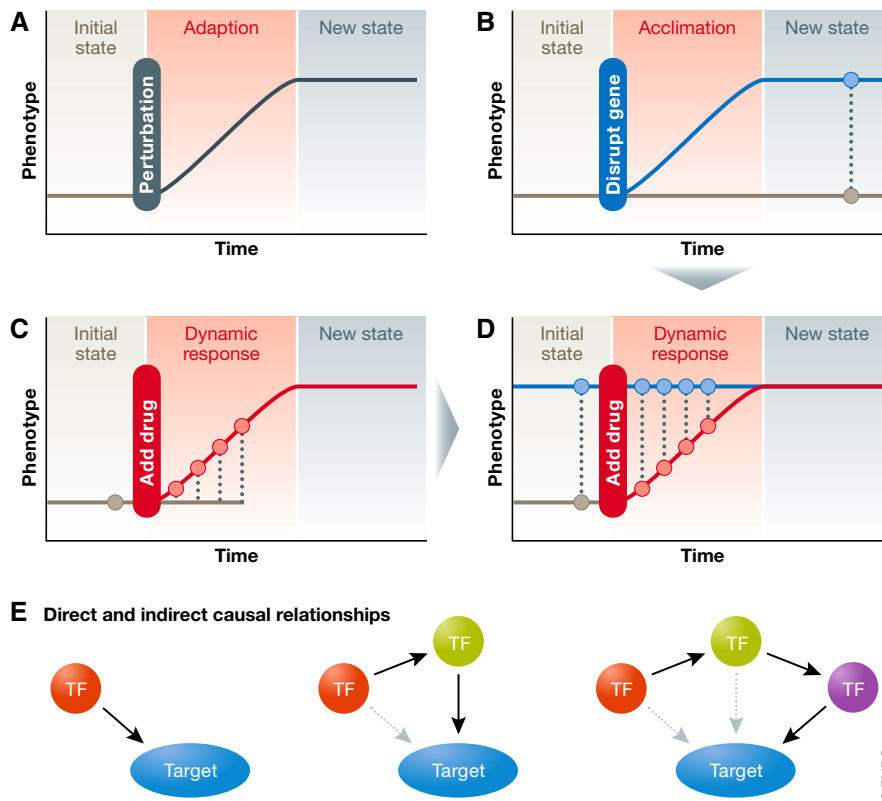 A
Initial
state
Adaption
New state
Perturbation
Phenotype
Time
B
Initial
state
Acclimation
New state
Disrupt gene
Phenotype
Time
C
Initial
state
Dynamic
response
New state
Add drug
Phenotype
Time
D
Initial
state
Dynamic
response
New state
Add drug
Phenotype
Time
E Direct and indirect causal relationships
TF
Target
TF
TF
Target
TF
TF
TF
Target